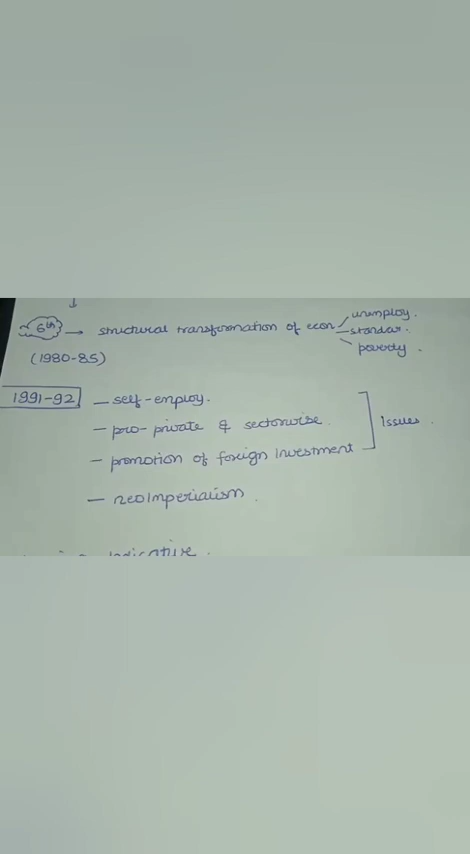 unemploy.
6th → structural transformation of econ - standar.
(1980-85) poverty.
1991-92 - self-employ.
- pro-private & sectorwise.
Issues.
- promotion of foreign Investment
- neoImperialism.
Indicative.